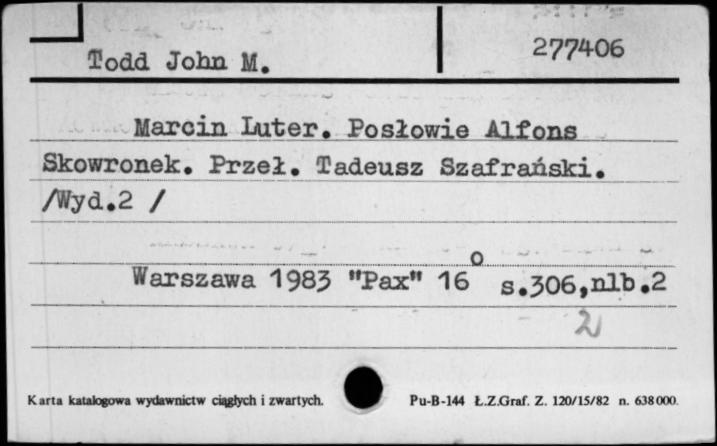 Todd John M. 277406
Marcin Luter. Posłowie Alfons
Skowronek. Przeł. Tadeusz Szafrański.
/Wyd.2 /
Warszawa 1983 "Pax" 16° s.306,nlb.2
2
Karta katalogowa wydawnictw ciągłych i zwartych. Pu-B-144 Ł.Z.Graf. Z. 120/15/82 n. 638000.